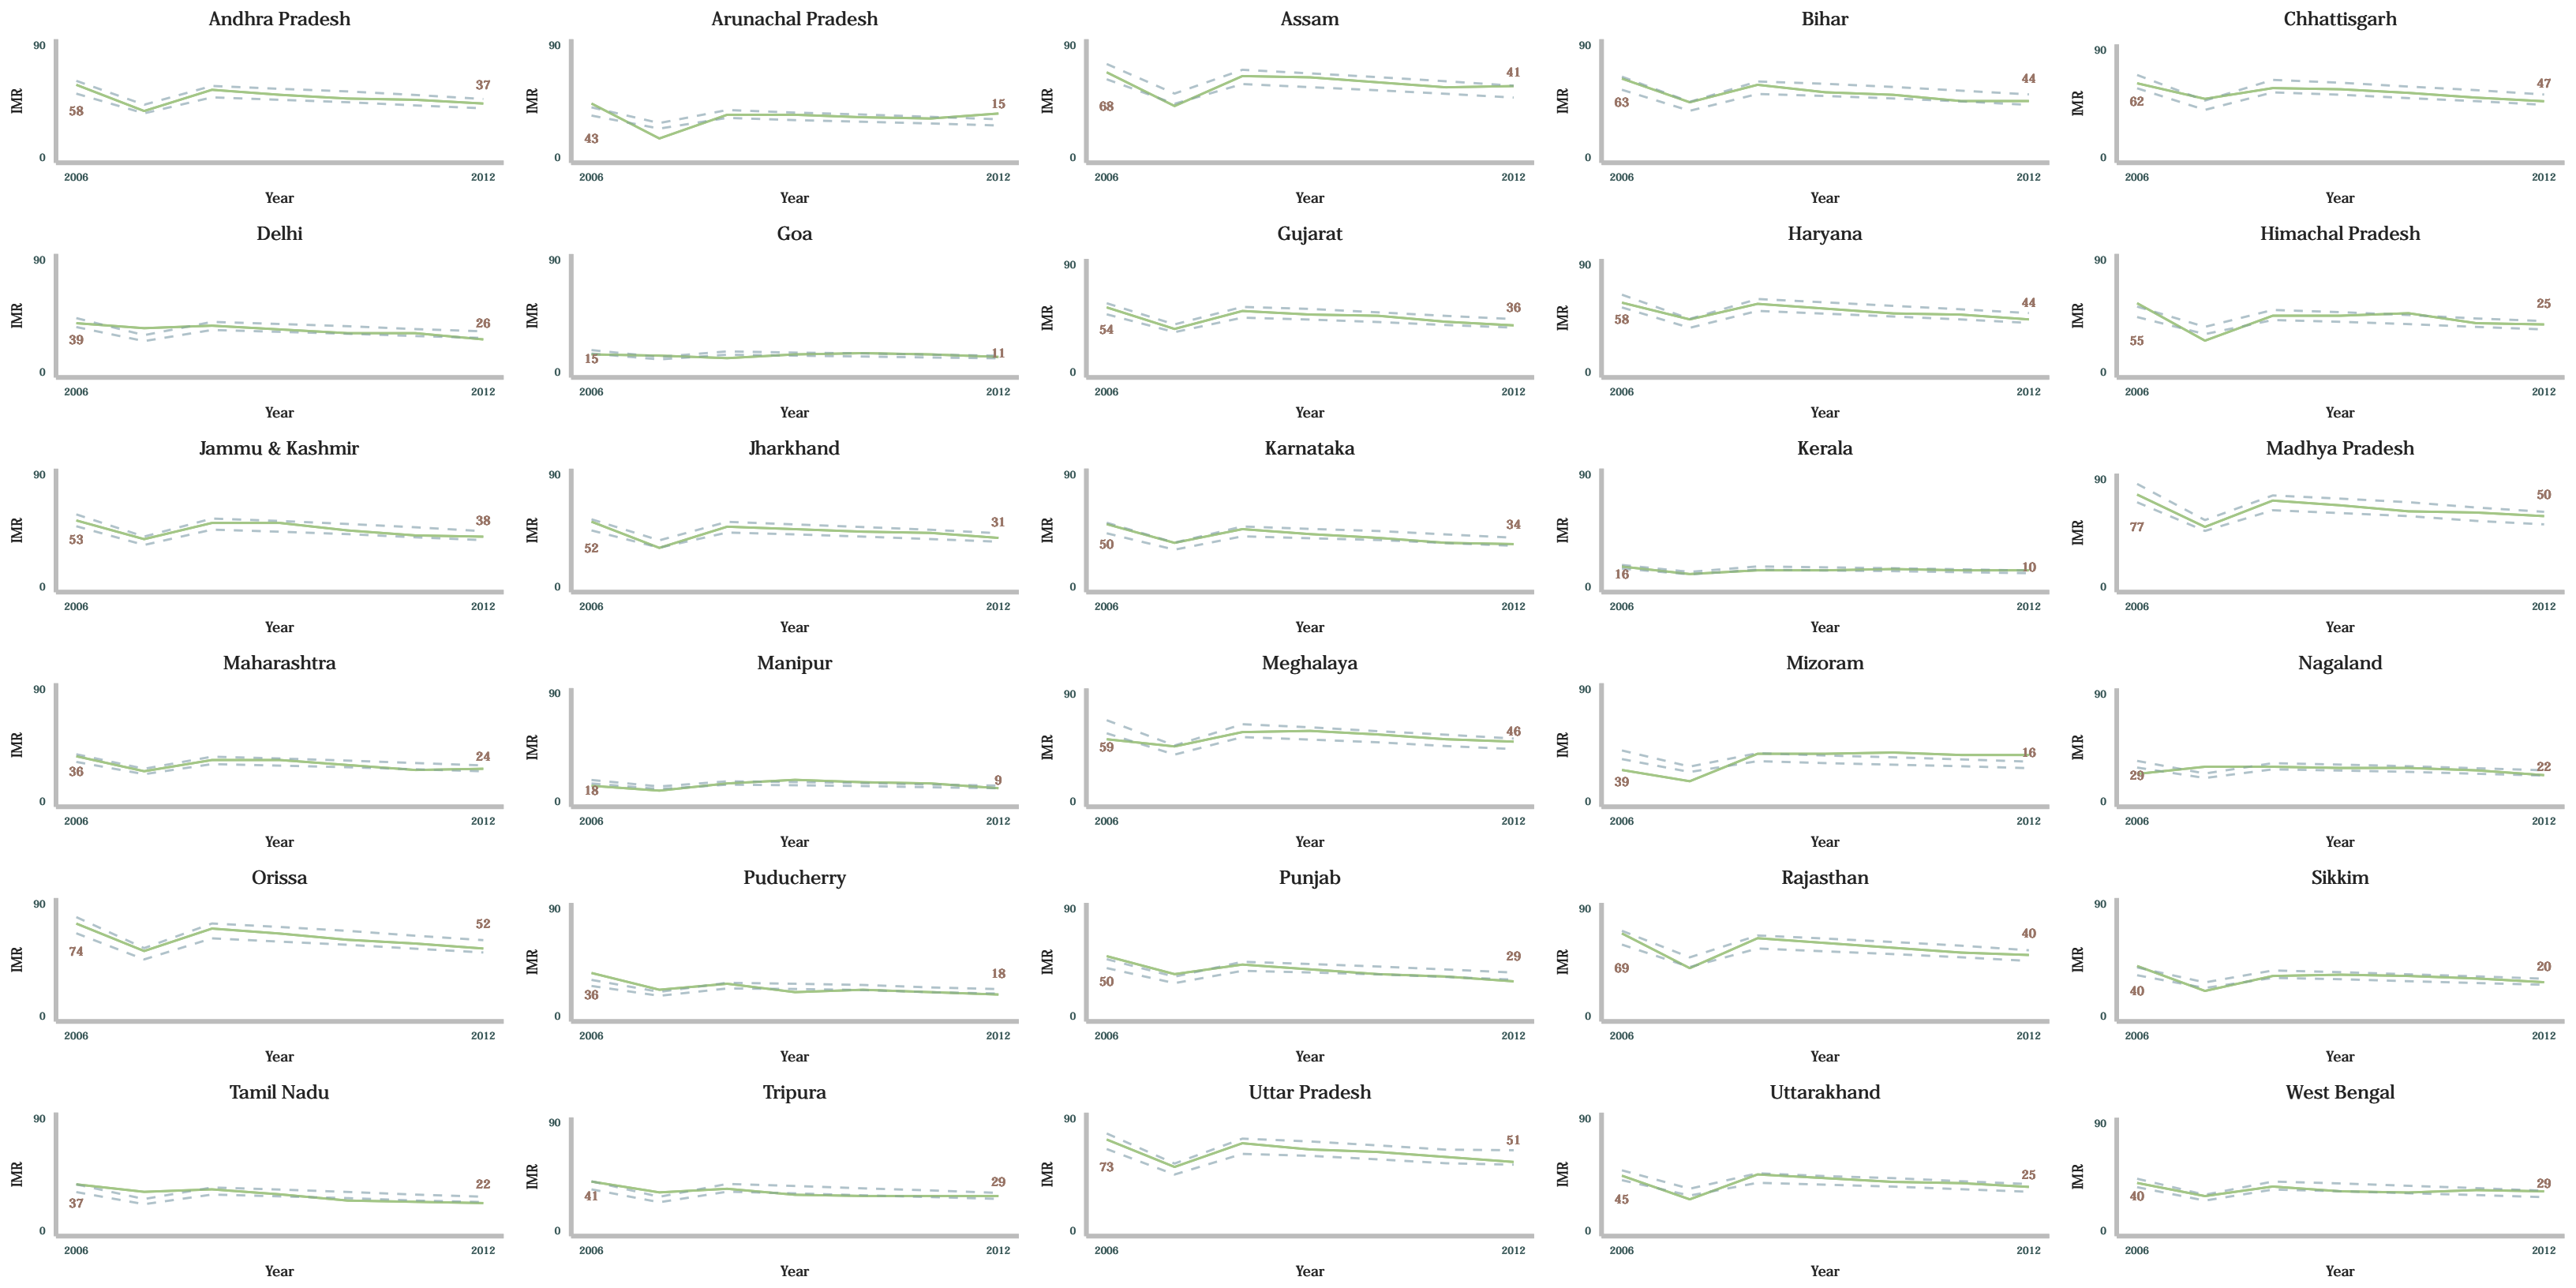 Andhra Pradesh
90
37
IMR
58
0
2006
2012
Year
Arunachal Pradesh
90
15
IMR
43
0
2006
2012
Year
Assam
90
41
IMR
68
0
2006
2012
Year
Bihar
90
44
IMR
63
0
2006
2012
Year
Chhattisgarh
90
47
IMR
62
0
2006
2012
Year
Delhi
90
26
IMR
39
0
2006
2012
Year
Goa
90
11
IMR
15
0
2006
2012
Year
Gujarat
90
36
IMR
54
0
2006
2012
Year
Haryana
90
44
IMR
58
0
2006
2012
Year
Himachal Pradesh
90
25
IMR
55
0
2006
2012
Year
Jammu & Kashmir
90
38
IMR
53
0
2006
2012
Year
Jharkhand
90
31
IMR
52
0
2006
2012
Year
Karnataka
90
34
IMR
50
0
2006
2012
Year
Kerala
90
10
IMR
16
0
2006
2012
Year
Madhya Pradesh
90
50
IMR
77
0
2006
2012
Year
Maharashtra
90
24
IMR
36
0
2006
2012
Year
Manipur
90
9
IMR
18
0
2006
2012
Year
Meghalaya
90
46
IMR
59
0
2006
2012
Year
Mizoram
90
16
IMR
39
0
2006
2012
Year
Nagaland
90
22
IMR
29
0
2006
2012
Year
Orissa
90
52
IMR
74
0
2006
2012
Year
Puducherry
90
18
IMR
36
0
2006
2012
Year
Punjab
90
29
IMR
50
0
2006
2012
Year
Rajasthan
90
40
IMR
69
0
2006
2012
Year
Sikkim
90
20
IMR
40
0
2006
2012
Year
Tamil Nadu
90
22
IMR
37
0
2006
2012
Year
Tripura
90
29
IMR
41
0
2006
2012
Year
Uttar Pradesh
90
51
IMR
73
0
2006
2012
Year
Uttarakhand
90
25
IMR
45
0
2006
2012
Year
West Bengal
90
29
IMR
40
0
2006
2012
Year